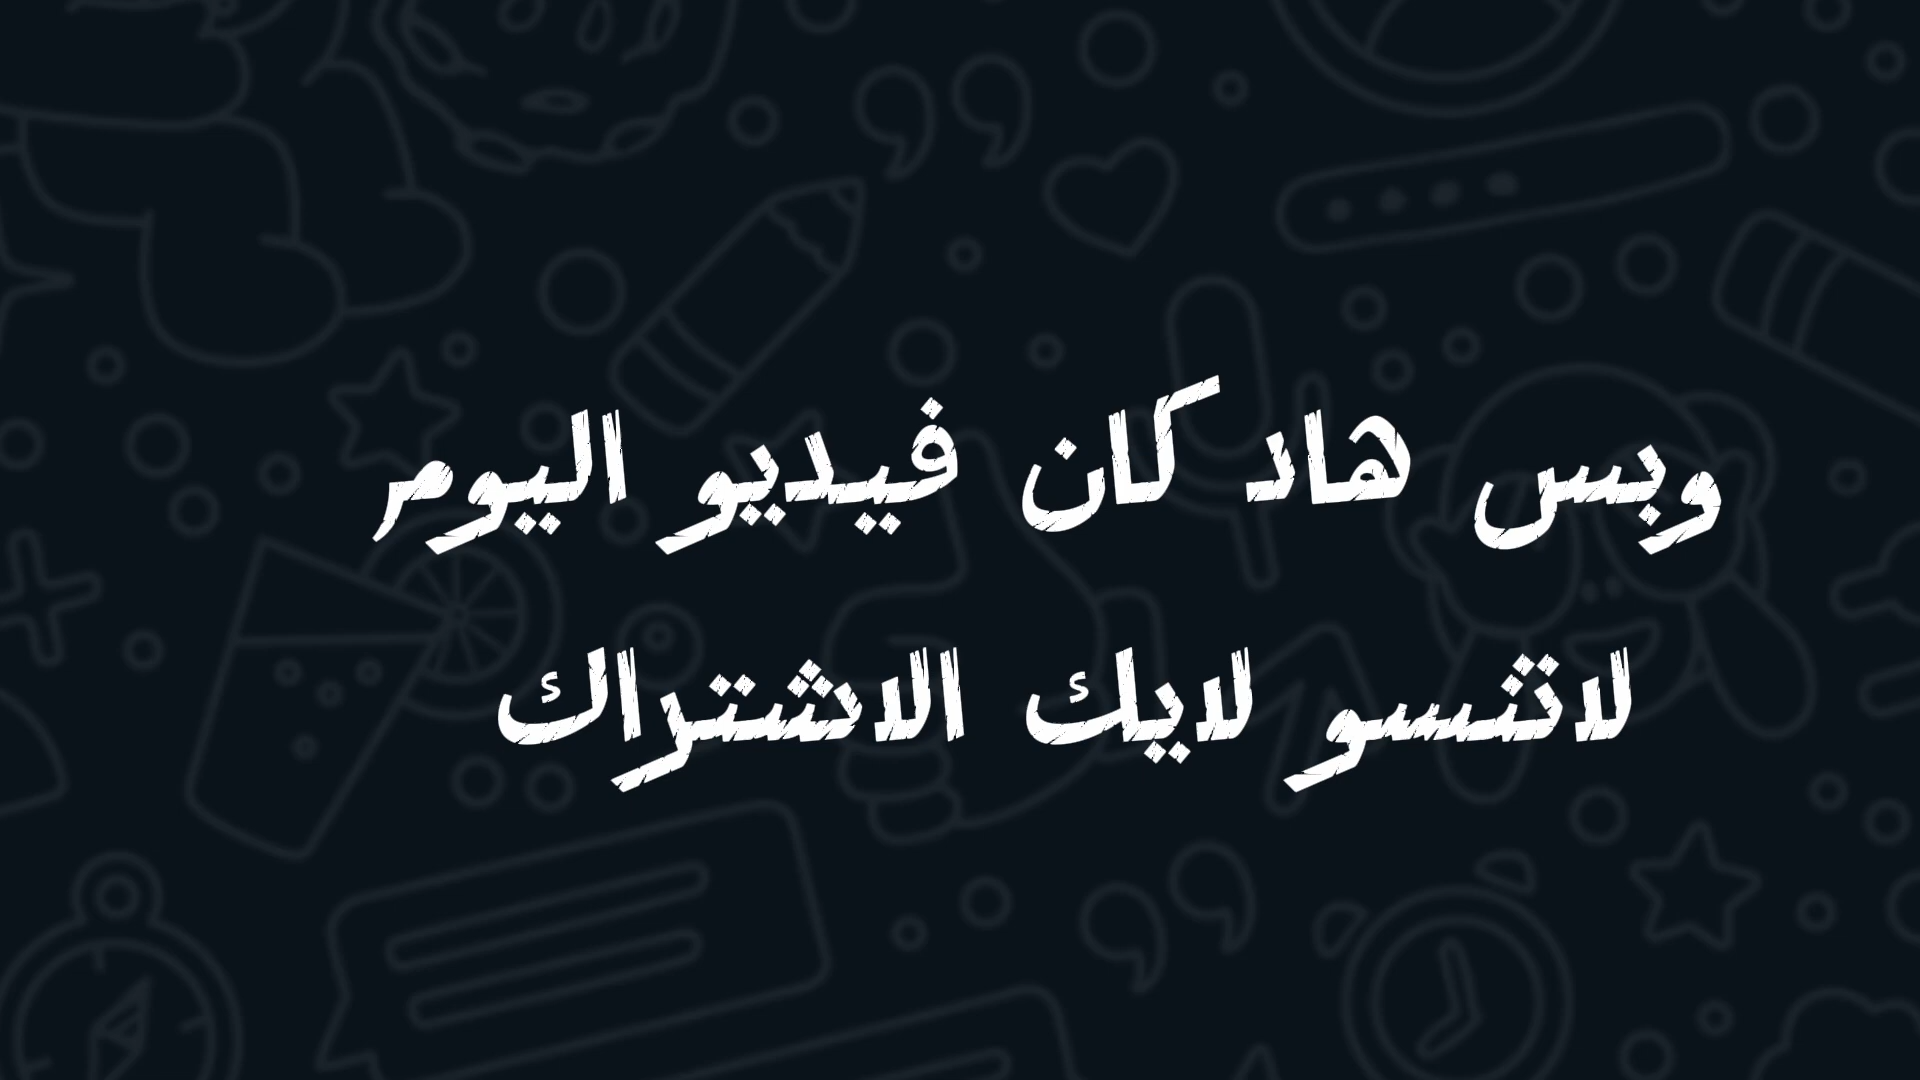 وبس هاد كان فيديو اليوم
لاتنسو لايك الاشتراك